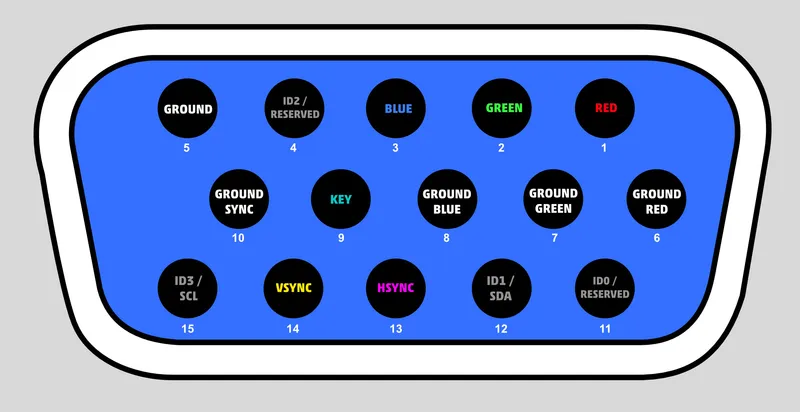 GROUND
ID2 /
RESERVED
BLUE
GREEN
RED
5
4
3
2
1
GROUND
SYNC
KEY
GROUND
BLUE
GROUND
GREEN
GROUND
RED
10
9
8
7
6
ID3 /
SCL
VSYNC
HSYNC
ID1 /
SDA
ID0 /
RESERVED
15
14
13
12
11